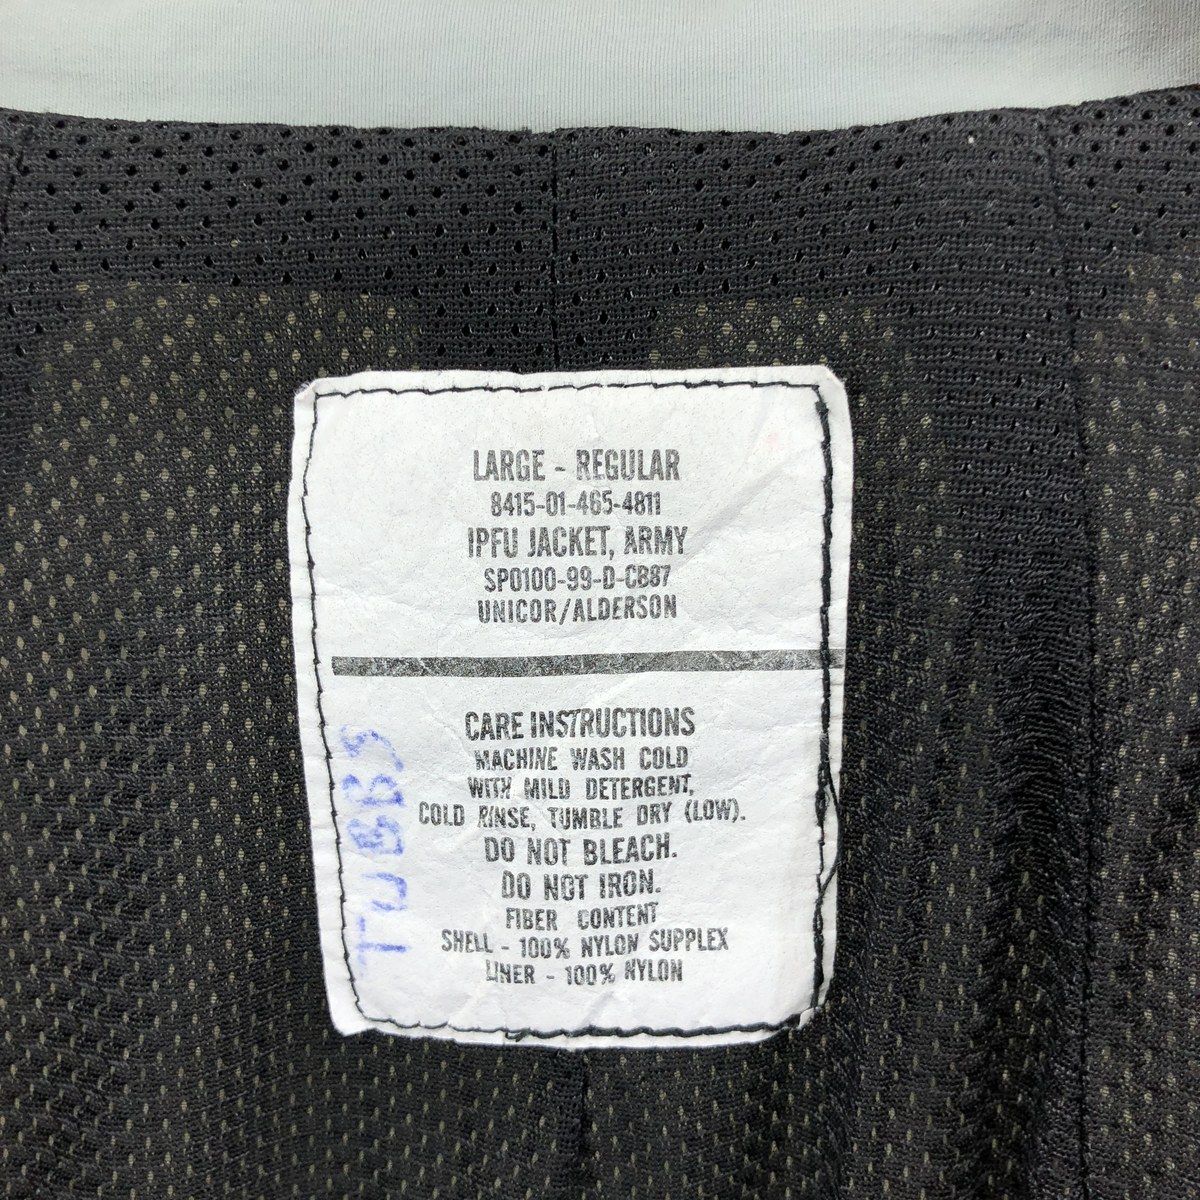 LARGE - REGULAR
8415-01-465-4811
IPFU JACKET, ARMY
SPO100-99-D-CB87
UNICOR/ALDERSON
CARE INSTRUCTIONS
MACHINE WASH COLD
WITH MILD DETERGENT,
COLD RINSE, TUMBLE DRY (LOW).
DO NOT BLEACH.
DO NOT IRON.
FIBER CONTENT
SHELL - 100% NYLON SUPPLEX
LINER - 100% NYLON
TUBBS